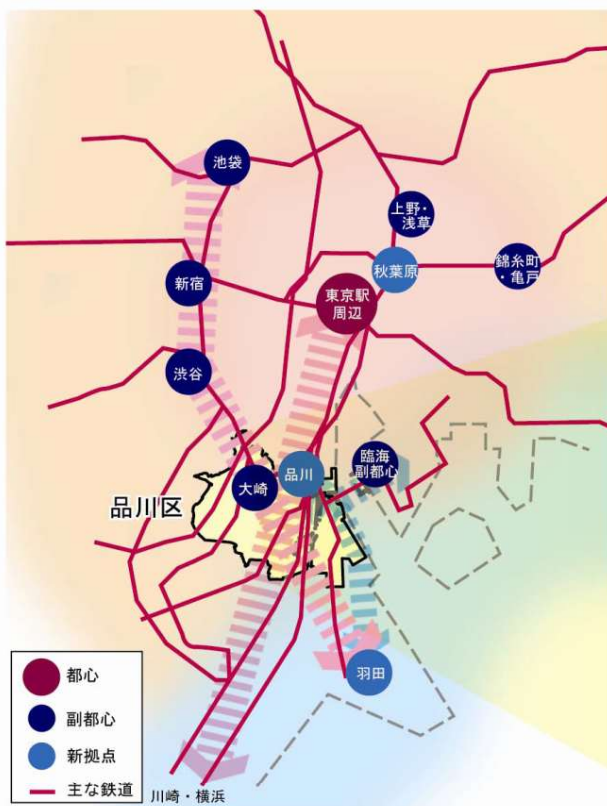 池袋
上野・
浅草
秋葉原
錦糸町
・亀戸
新宿
東京駅
周辺
渋谷
品川
臨海
副都心
大崎
品川区
羽田
都心
副都心
新拠点
主な鉄道
川崎・横浜